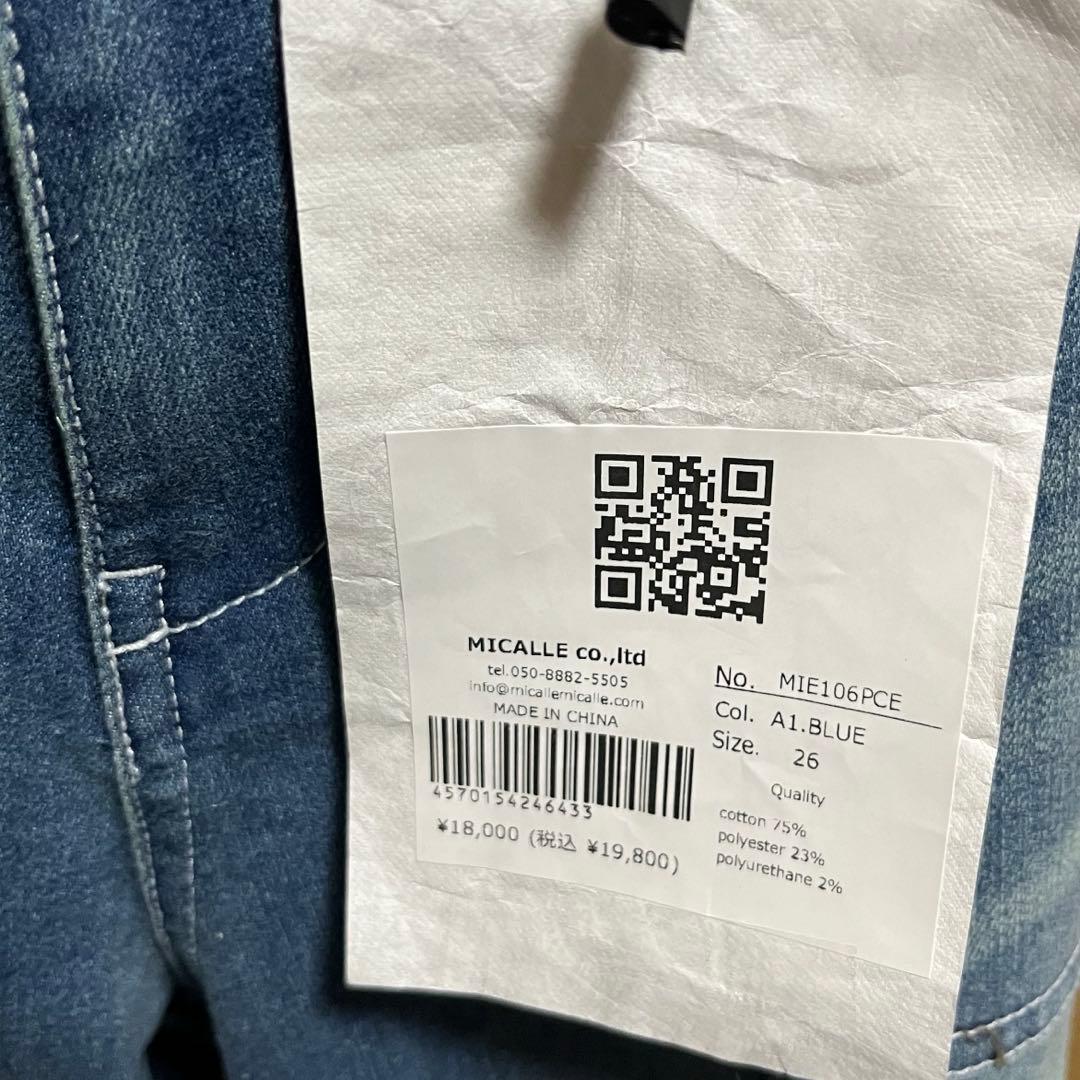 MICALLE co.,ltd
tel.050-8882-5505
info@micallemicalle.com
MADE IN CHINA
4570154246433
¥18,000 (税込 ¥19,800)
No. MIE106PCE
Col. A1.BLUE
Size. 26
Quality
cotton 75%
polyester 23%
polyurethane 2%